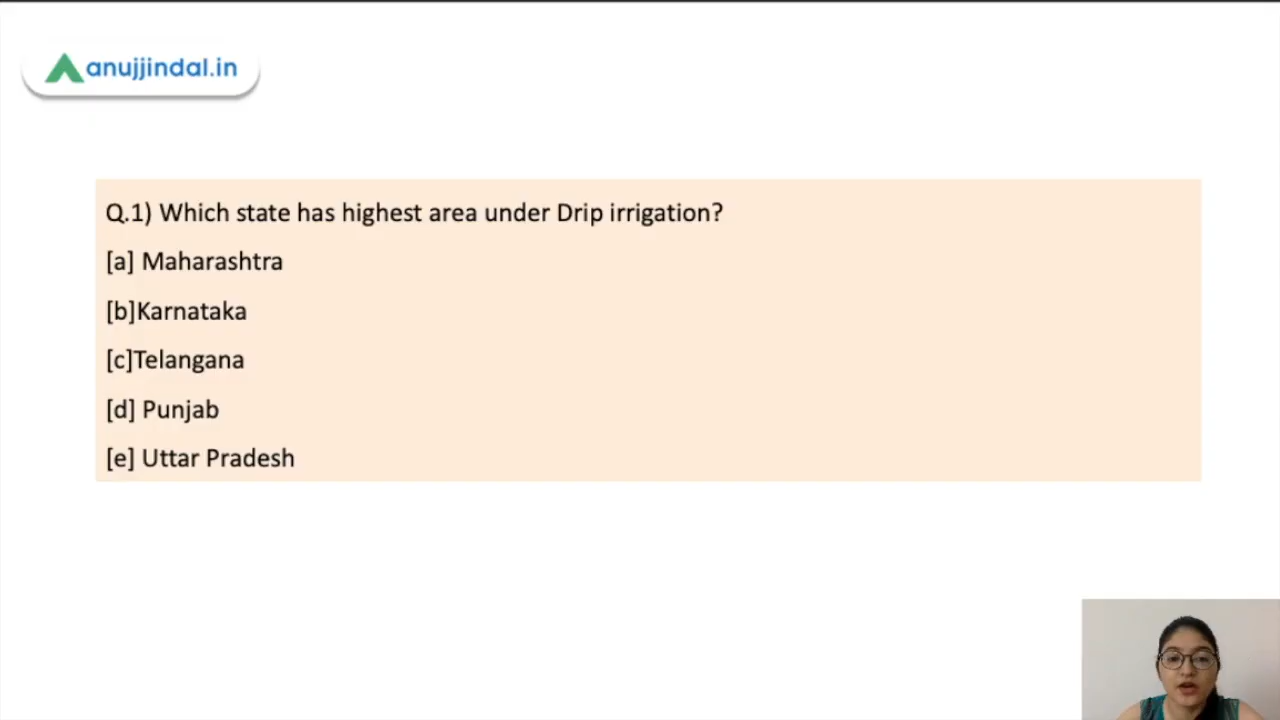 anujjindal.in
Q.1) Which state has highest area under Drip irrigation?
[a] Maharashtra
[b]Karnataka
[c]Telangana
[d] Punjab
[e] Uttar Pradesh